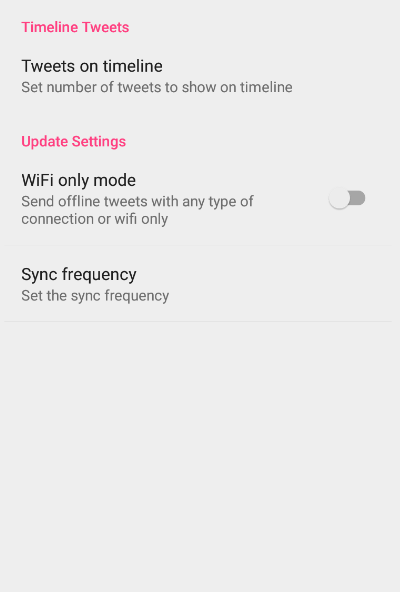 Timeline Tweets
Tweets on timeline
Set number of tweets to show on timeline
Update Settings
WiFi only mode
Send offline tweets with any type of
connection or wifi only
Sync frequency
Set the sync frequency